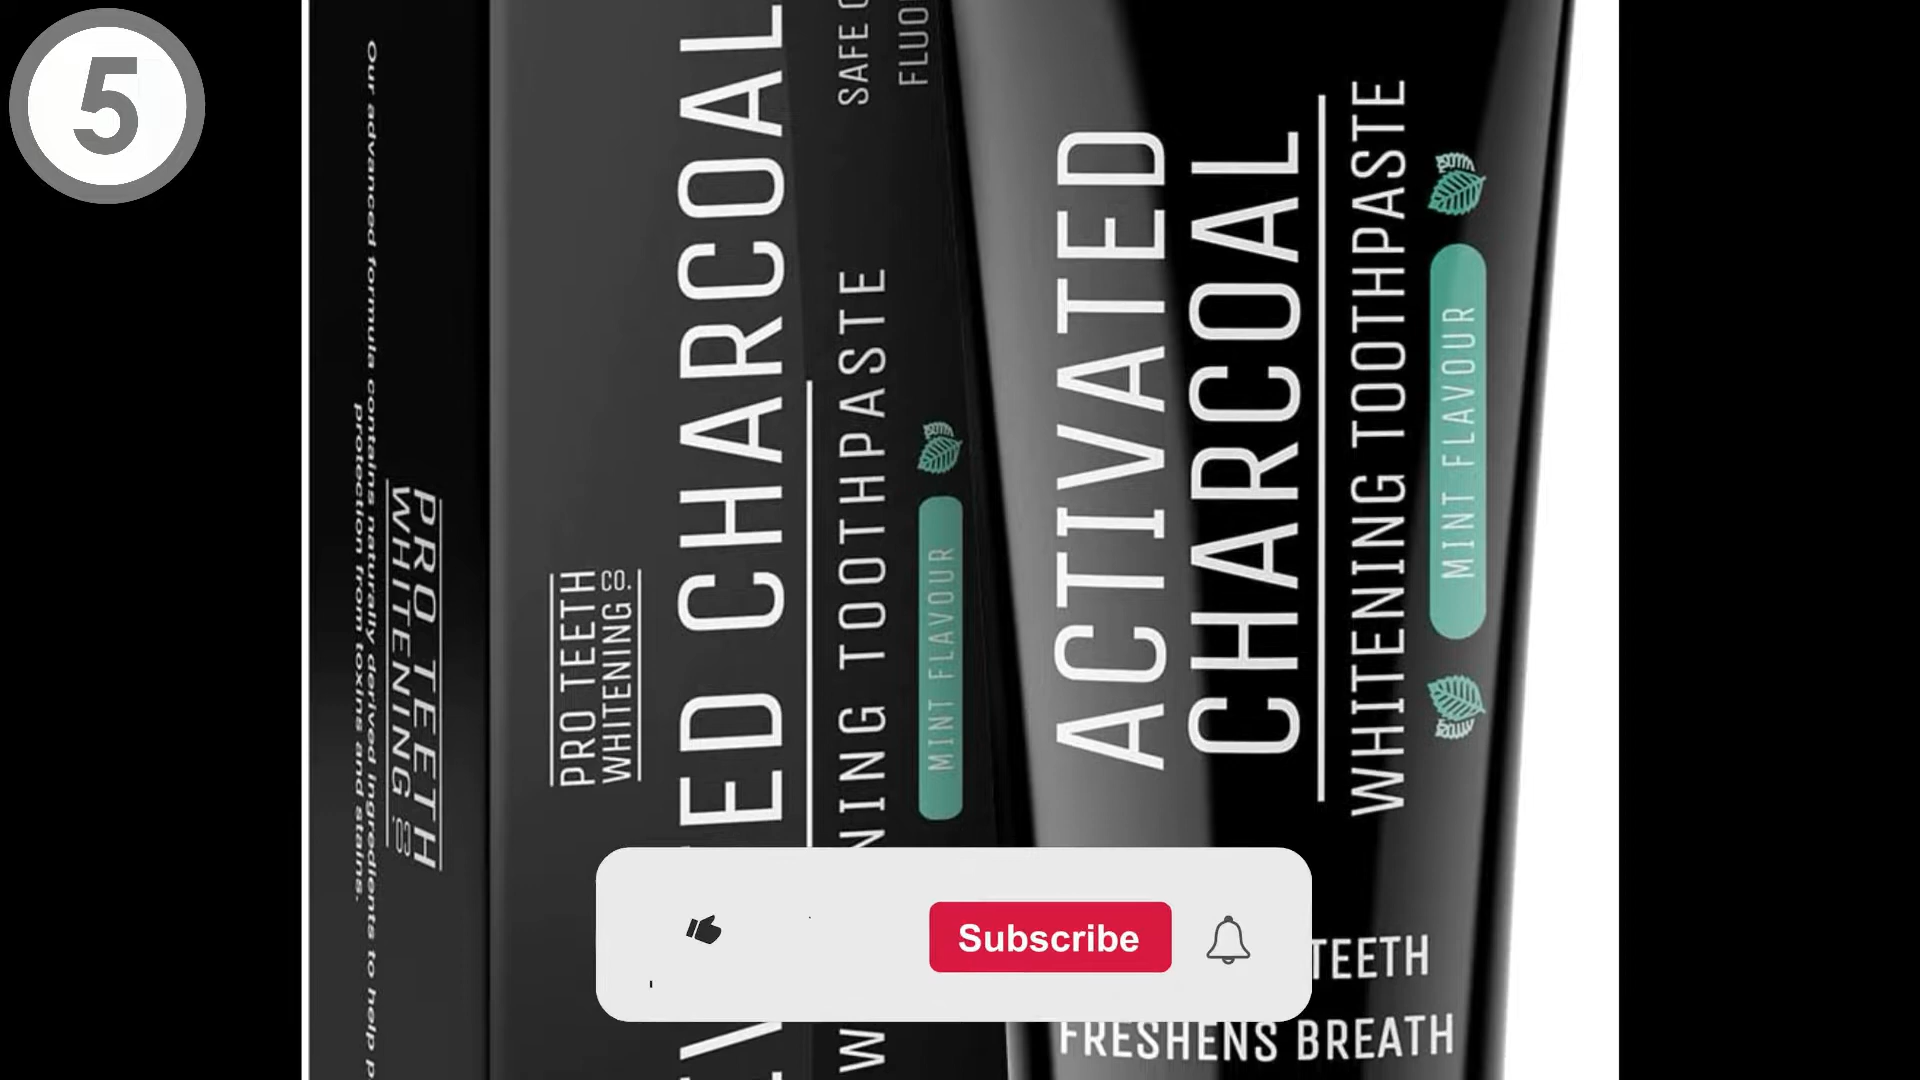 5
Our advanced formula contains naturally derived ingredients to help p
protection from toxins and stains.
PRO TEETH
WHITENING CO
PRO TEETH
WHITENING CO.
ED CHARCOAL
NING TOOTHPASTE
MINT FLAVOUR
SAFE
FLUO
ACTIVATED
CHARCOAL
WHITENING TOOTHPASTE
MINT FLAVOUR
TEETH
FRESHENS BREATH
Subscribe